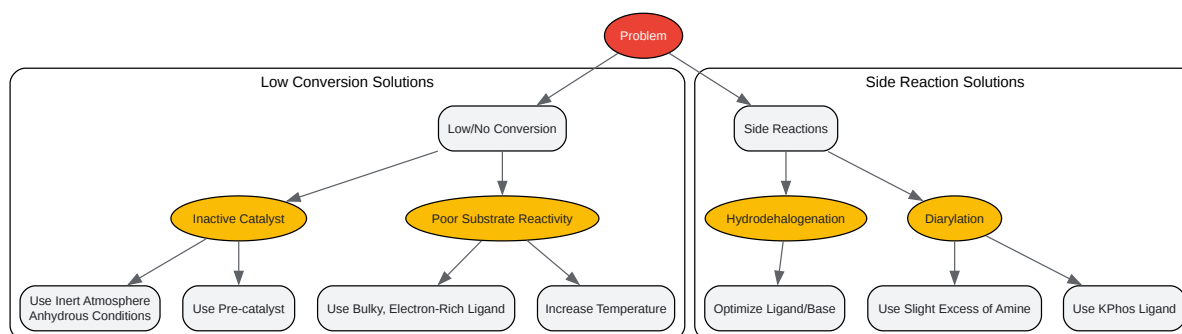 Problem
Low Conversion Solutions
Side Reaction Solutions
Low/No Conversion
Side Reactions
Inactive Catalyst
Poor Substrate Reactivity
Hydrodehalogenation
Diarylation
Use Inert Atmosphere
Anhydrous Conditions
Use Pre-catalyst
Use Bulky, Electron-Rich Ligand
Increase Temperature
Optimize Ligand/Base
Use Slight Excess of Amine
Use KPhos Ligand